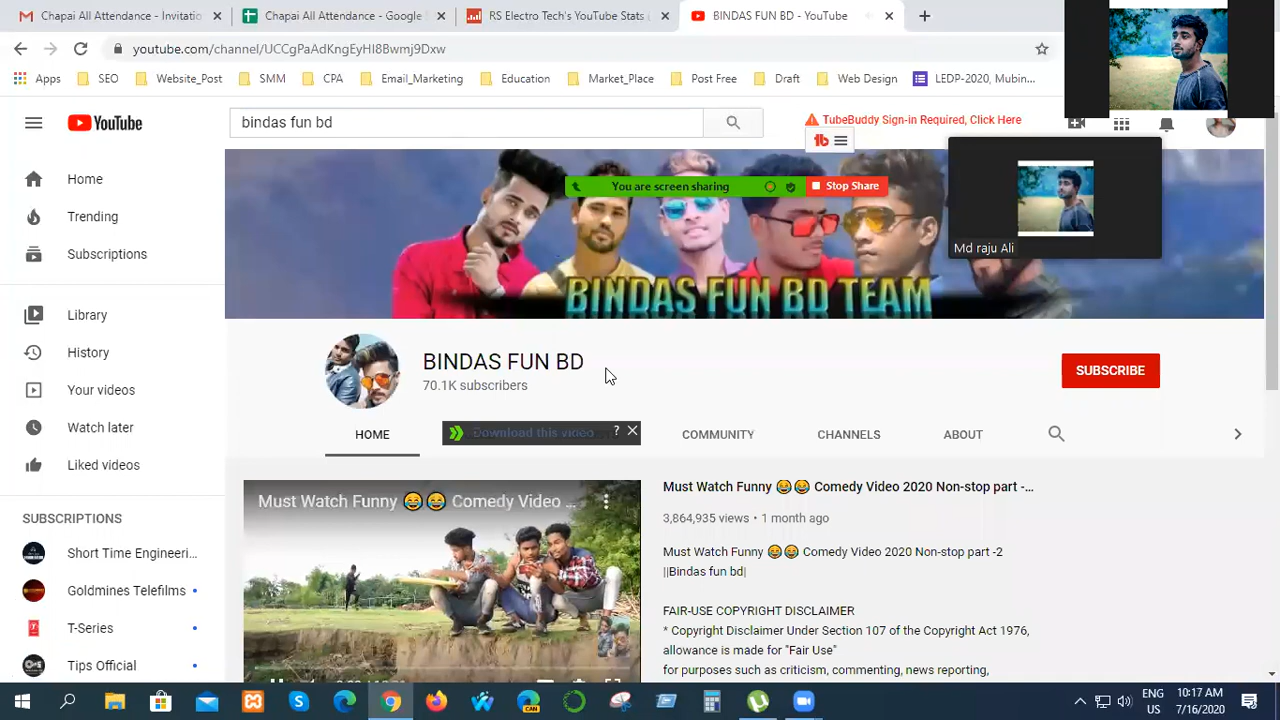 Chapai All Attendance - Invitatio
Chapai All Attendance - Google S
RS Electro Tech's YouTube Stats
BINDAS FUN BD - YouTube
Apps
SEO
Website_Post
SMM
CPA
Email_Marketing
Education
Market_Place
Post Free
Draft
Web Design
LEDP-2020, Mubin...
YouTube
bindas fun bd
TubeBuddy Sign-in Required, Click Here
tb
You are screen sharing
Stop Share
Md raju Ali
BINDAS FUN BD TEAM
Home
Trending
Subscriptions
Library
History
Your videos
Watch later
Liked videos
SUBSCRIPTIONS
Short Time Engineeri...
Goldmines Telefilms
T-Series
Tips Official
BINDAS FUN BD
70.1K subscribers
SUBSCRIBE
HOME
Download this video
?
COMMUNITY
CHANNELS
ABOUT
Must Watch Funny 😂😂 Comedy Video ...
Must Watch Funny 😂😂 Comedy Video 2020 Non-stop part -...
3,864,935 views • 1 month ago
Must Watch Funny 😂😂 Comedy Video 2020 Non-stop part -2
||Bindas fun bd|
FAIR-USE COPYRIGHT DISCLAIMER
* Copyright Disclaimer Under Section 107 of the Copyright Act 1976,
allowance is made for "Fair Use"
for purposes such as criticism, commenting, news reporting,
CAN
ENG
US
10:17 AM
7/16/2020